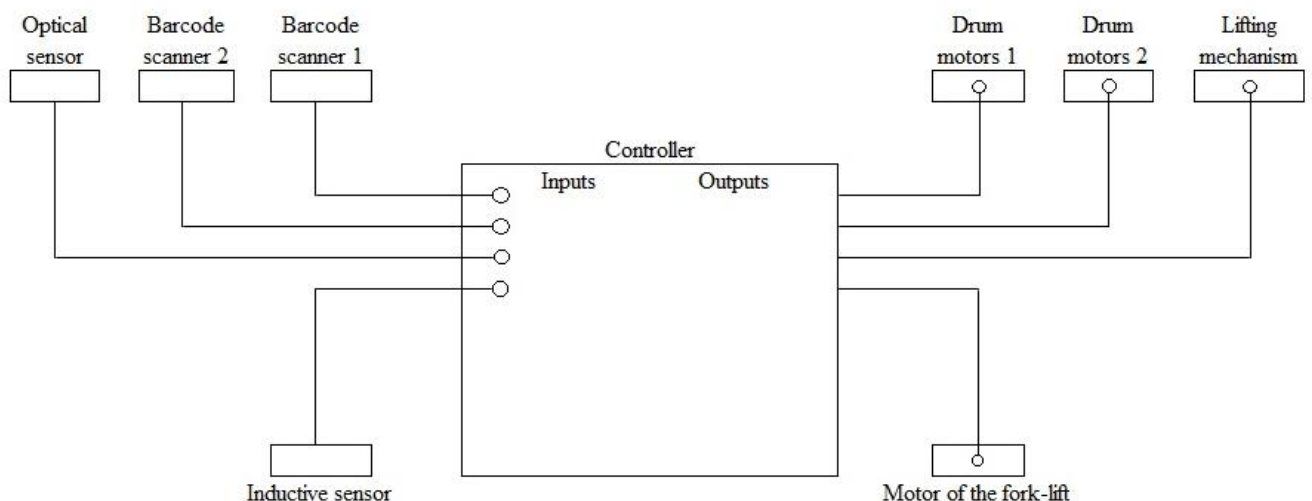 Optical
sensor
Barcode
scanner 2
Barcode
scanner 1
Drum
motors 1
Drum
motors 2
Lifting
mechanism
Controller
Inputs
Outputs
Inductive sensor
Motor of the fork-lift